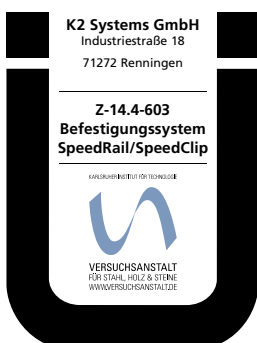 K2 Systems GmbH
Industriestraße 18
71272 Renningen
Z-14.4-603
Befestigungssystem
SpeedRail/SpeedClip
KARLSRUHER INSTITUT FÜR TECHNOLOGIE
VERSUCHSANSTALT
FÜR STAHL, HOLZ & STEINE
WWW.VERSUCHSANSTALT.DE